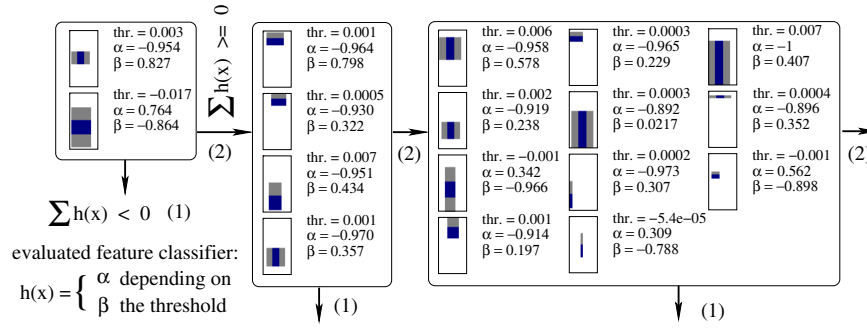 thr. = 0.003
α = −0.954
β = 0.827
thr. = −0.017
α = 0.764
β = −0.864
∑ h(x) >= 0
(2)
∑ h(x) < 0 (1)
evaluated feature classifier:
h(x) = { α depending on
β the threshold
thr. = 0.001
α = −0.964
β = 0.798
thr. = 0.0005
α = −0.930
β = 0.322
thr. = 0.007
α = −0.951
β = 0.434
thr. = 0.001
α = −0.970
β = 0.357
(1)
(2)
thr. = 0.006
α = −0.958
β = 0.578
thr. = 0.002
α = −0.919
β = 0.238
thr. = −0.001
α = 0.342
β = −0.966
thr. = 0.001
α = −0.914
β = 0.197
thr. = 0.0003
α = −0.965
β = 0.229
thr. = 0.0003
α = −0.892
β = 0.0217
thr. = 0.0002
α = −0.973
β = 0.307
thr. = −5.4e−05
α = 0.309
β = −0.788
thr. = 0.007
α = −1
β = 0.407
thr. = 0.0004
α = −0.896
β = 0.352
thr. = −0.001
α = 0.562
β = −0.898
(1)
(2)